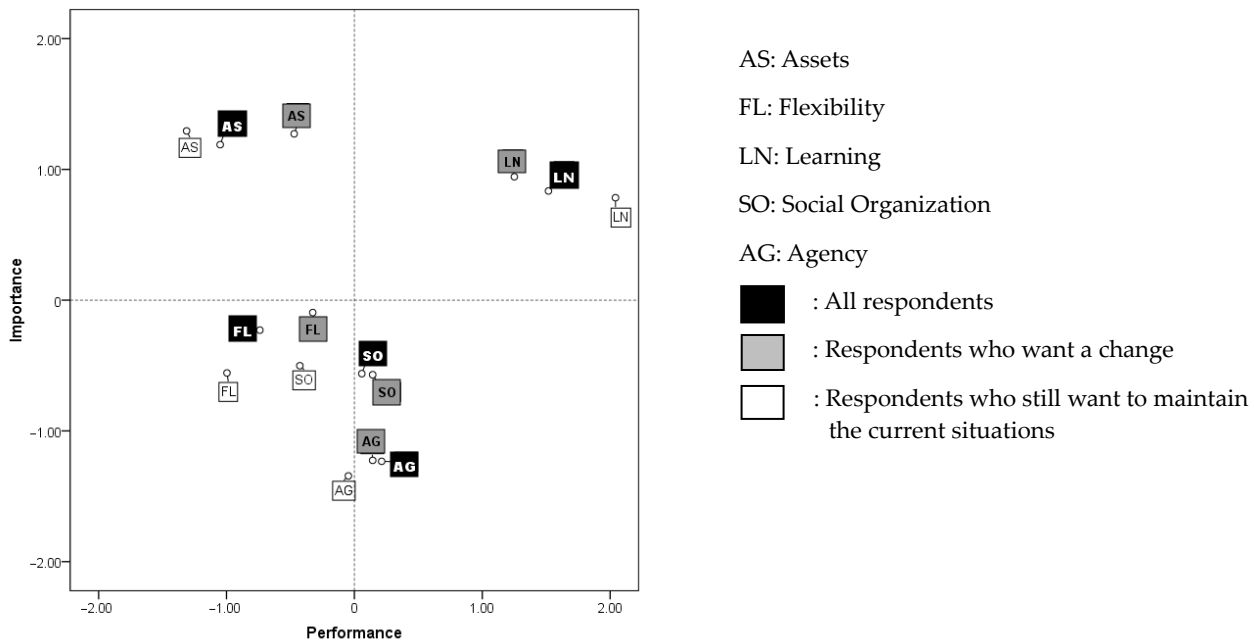 2.00
1.00
0
−1.00
−2.00
Importance
−2.00
−1.00
0
1.00
2.00
Performance
AS
AS
AS
LN
LN
LN
FL
FL
FL
SO
SO
SO
AG
AG
AG
AS: Assets
FL: Flexibility
LN: Learning
SO: Social Organization
AG: Agency
: All respondents
: Respondents who want a change
: Respondents who still want to maintain
the current situations